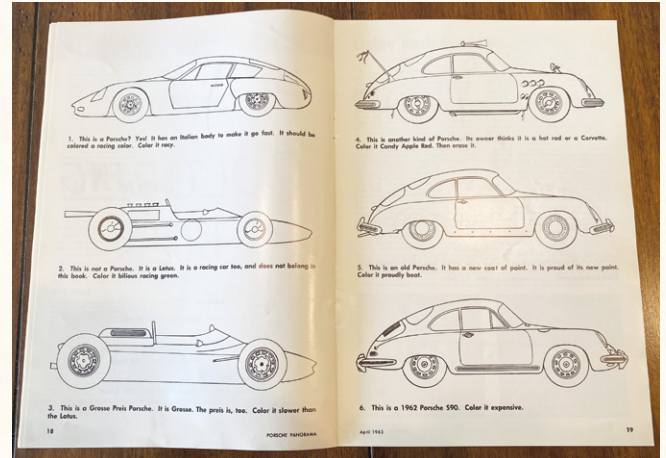 1. This is a Porsche? Yes! It has an Italian body to make it go fast. It should be
colored a racing color. Color it racy.
2. This is not a Porsche. It is a Lotus. It is a racing car too, and does not belong in
this book. Color it bilious racing green.
3. This is a Grosse Preis Porsche. It is Grosse. The preis is, too. Color it slower than
the Lotus.
18
PORSCHE PANORAMA
4. This is another kind of Porsche. Its owner thinks it is a hot rod or a Corvette.
Color it Candy Apple Red. Then erase it.
5. This is an old Porsche. It has a new coat of paint. It is proud of its new paint.
Color it proudly boat.
6. This is a 1962 Porsche S90. Color it expensive.
April 1963
19